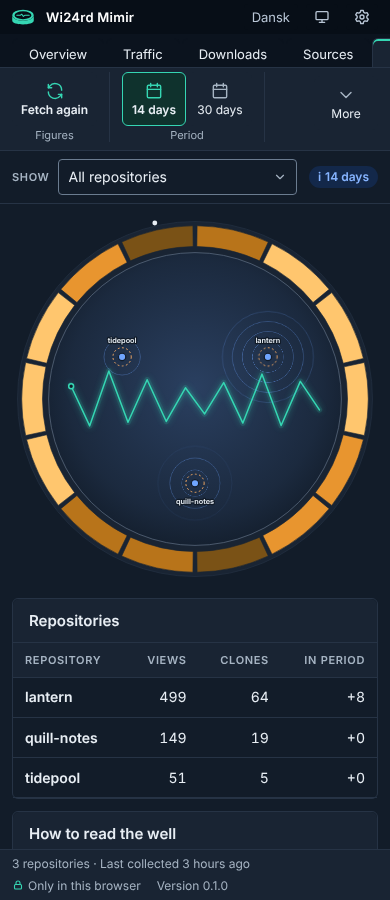 Wi24rd Mimir
Dansk
Overview Traffic Downloads Sources
Fetch again 14 days 30 days More
Figures Period
SHOW All repositories i 14 days
tidepool lantern
quill-notes
Repositories
REPOSITORY VIEWS CLONES IN PERIOD
lantern 499 64 +8
quill-notes 149 19 +0
tidepool 51 5 +0
How to read the well
3 repositories · Last collected 3 hours ago
Only in this browser Version 0.1.0